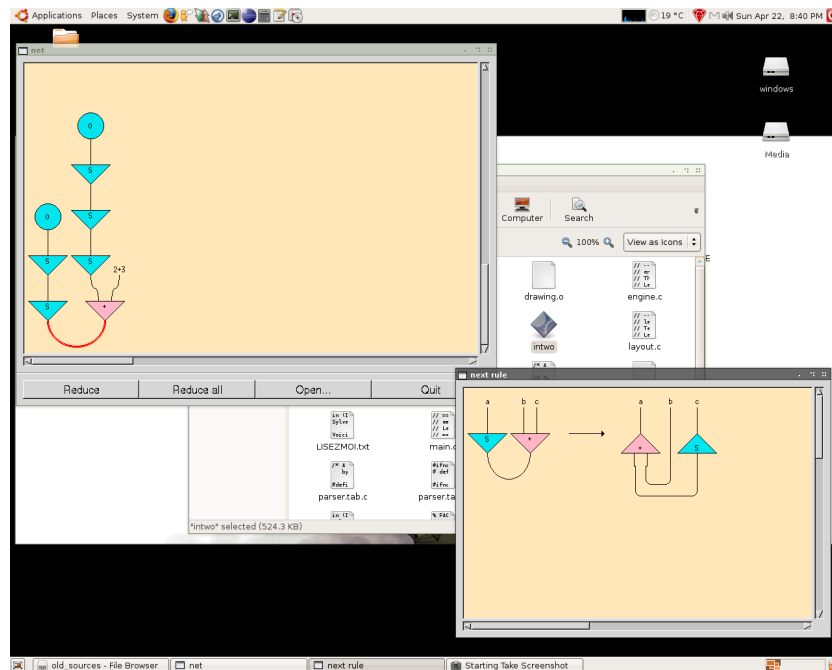 Applications Places System 19 °C Sun Apr 22, 8:40 PM
net
windows
Media
0
S
S
0
S
S
S
2+3
+
Computer Search
100% View as Icons
drawing.o engine.c
intwo layout.c
Reduce Reduce all Open... Quit
next rule
a b c a b c
S + + S
LISEZMOI.txt main.c
parser.tab.c parser.ta
"intwo" selected (524.3 KB)
old_sources - File Browser net next rule Starting Take Screenshot